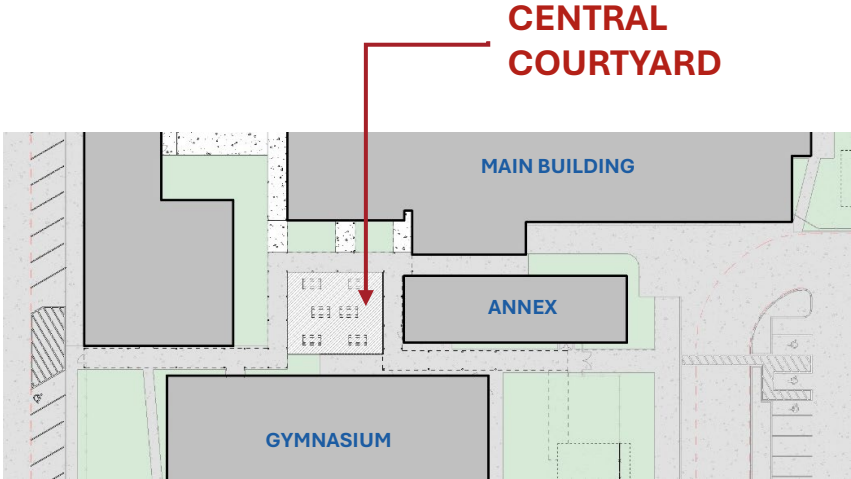 CENTRAL
COURTYARD
MAIN BUILDING
ANNEX
GYMNASIUM